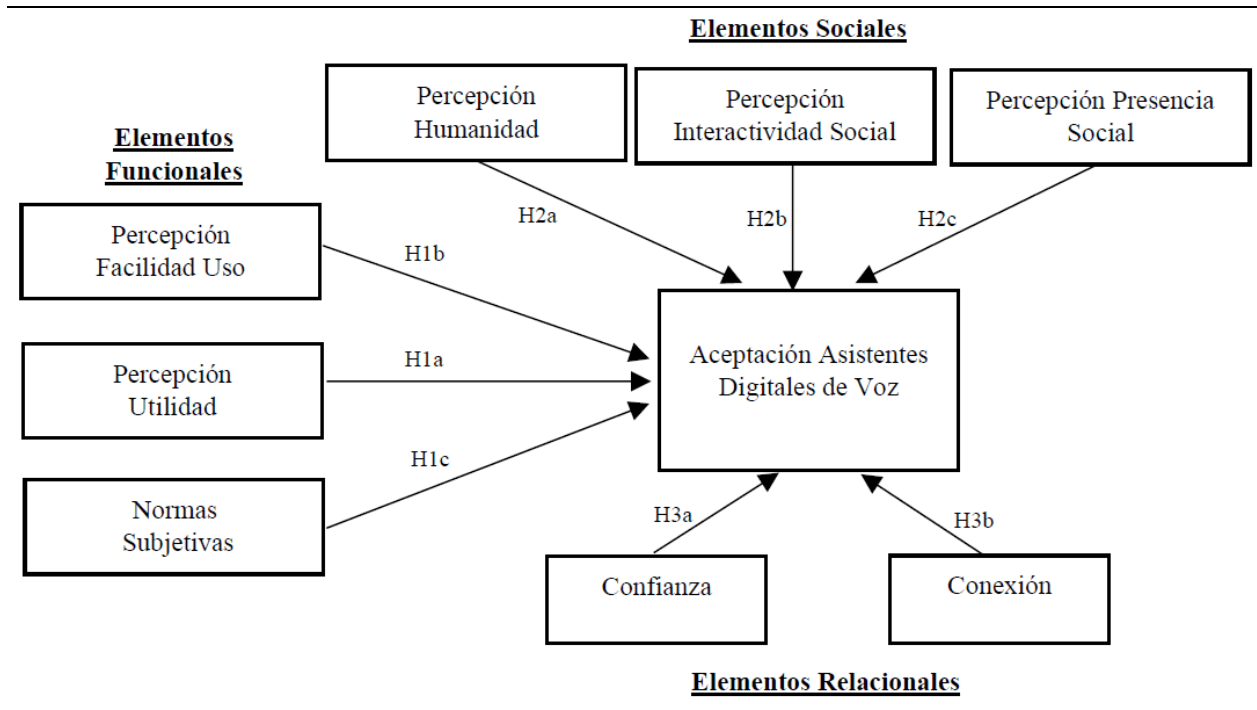 Elementos Sociales
Percepción
Humanidad
Percepción
Interactividad Social
Percepción Presencia
Social
Elementos
Funcionales
Percepción
Facilidad Uso
H2a
H2b
H2c
H1b
Percepción
Utilidad
H1a
Aceptación Asistentes
Digitales de Voz
H1c
Normas
Subjetivas
H3a
H3b
Confianza
Conexión
Elementos Relacionales